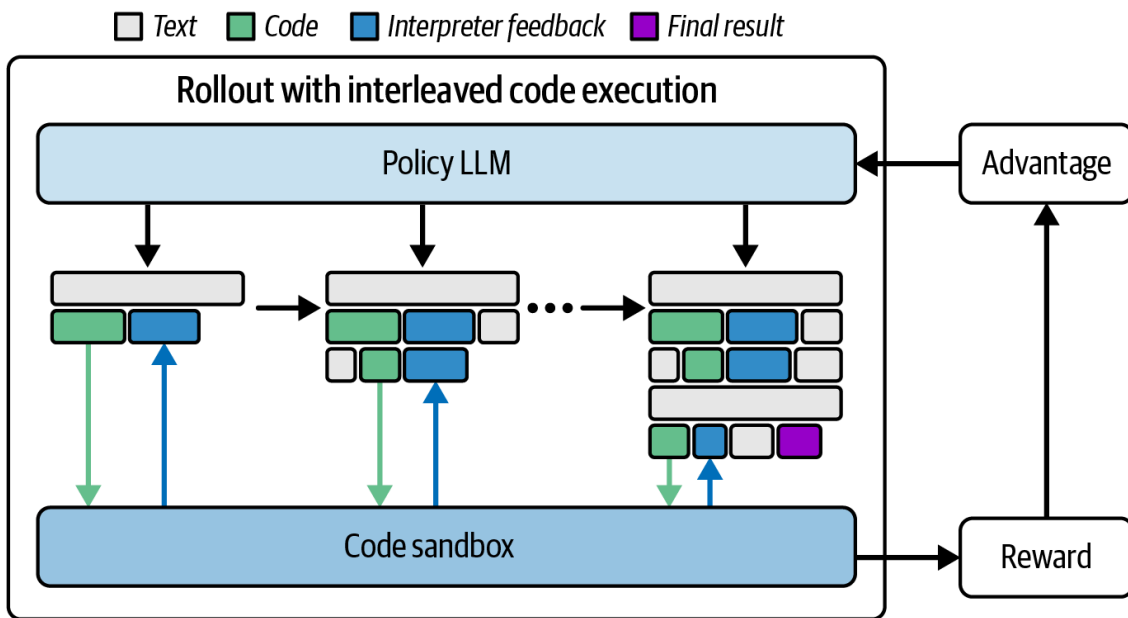 Text Code Interpreter feedback Final result
Rollout with interleaved code execution
Policy LLM
Advantage
Code sandbox
Reward